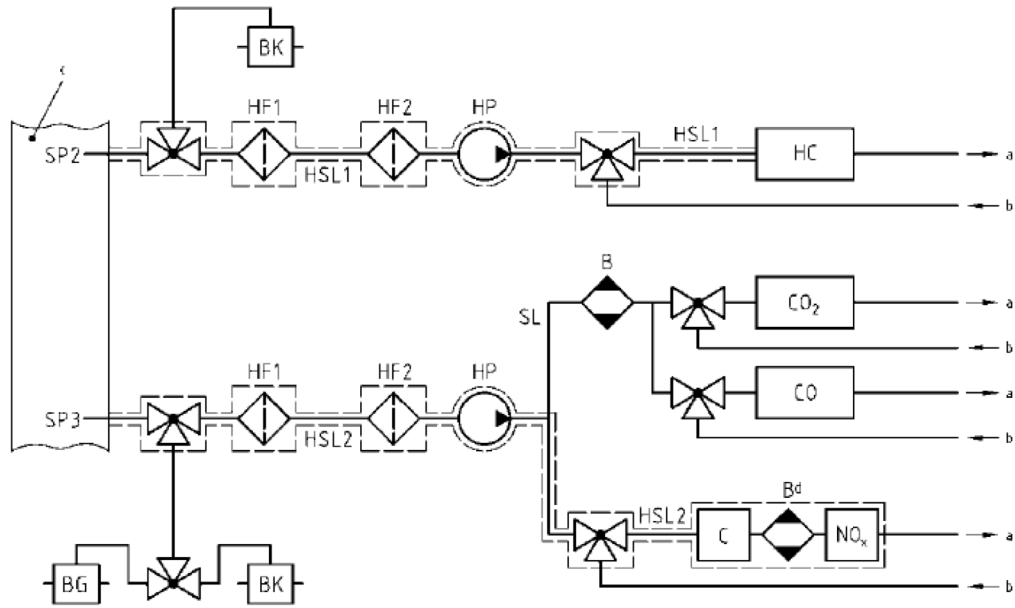 BK
HF1 HF2 HP
SP2 HSL1 HSL1 HC a
b
B
SL CO₂ a
b
HF1 HF2 HP CO a
SP3 HSL2 b
HSL2 Bᵈ
C NOₓ a
BG BK b